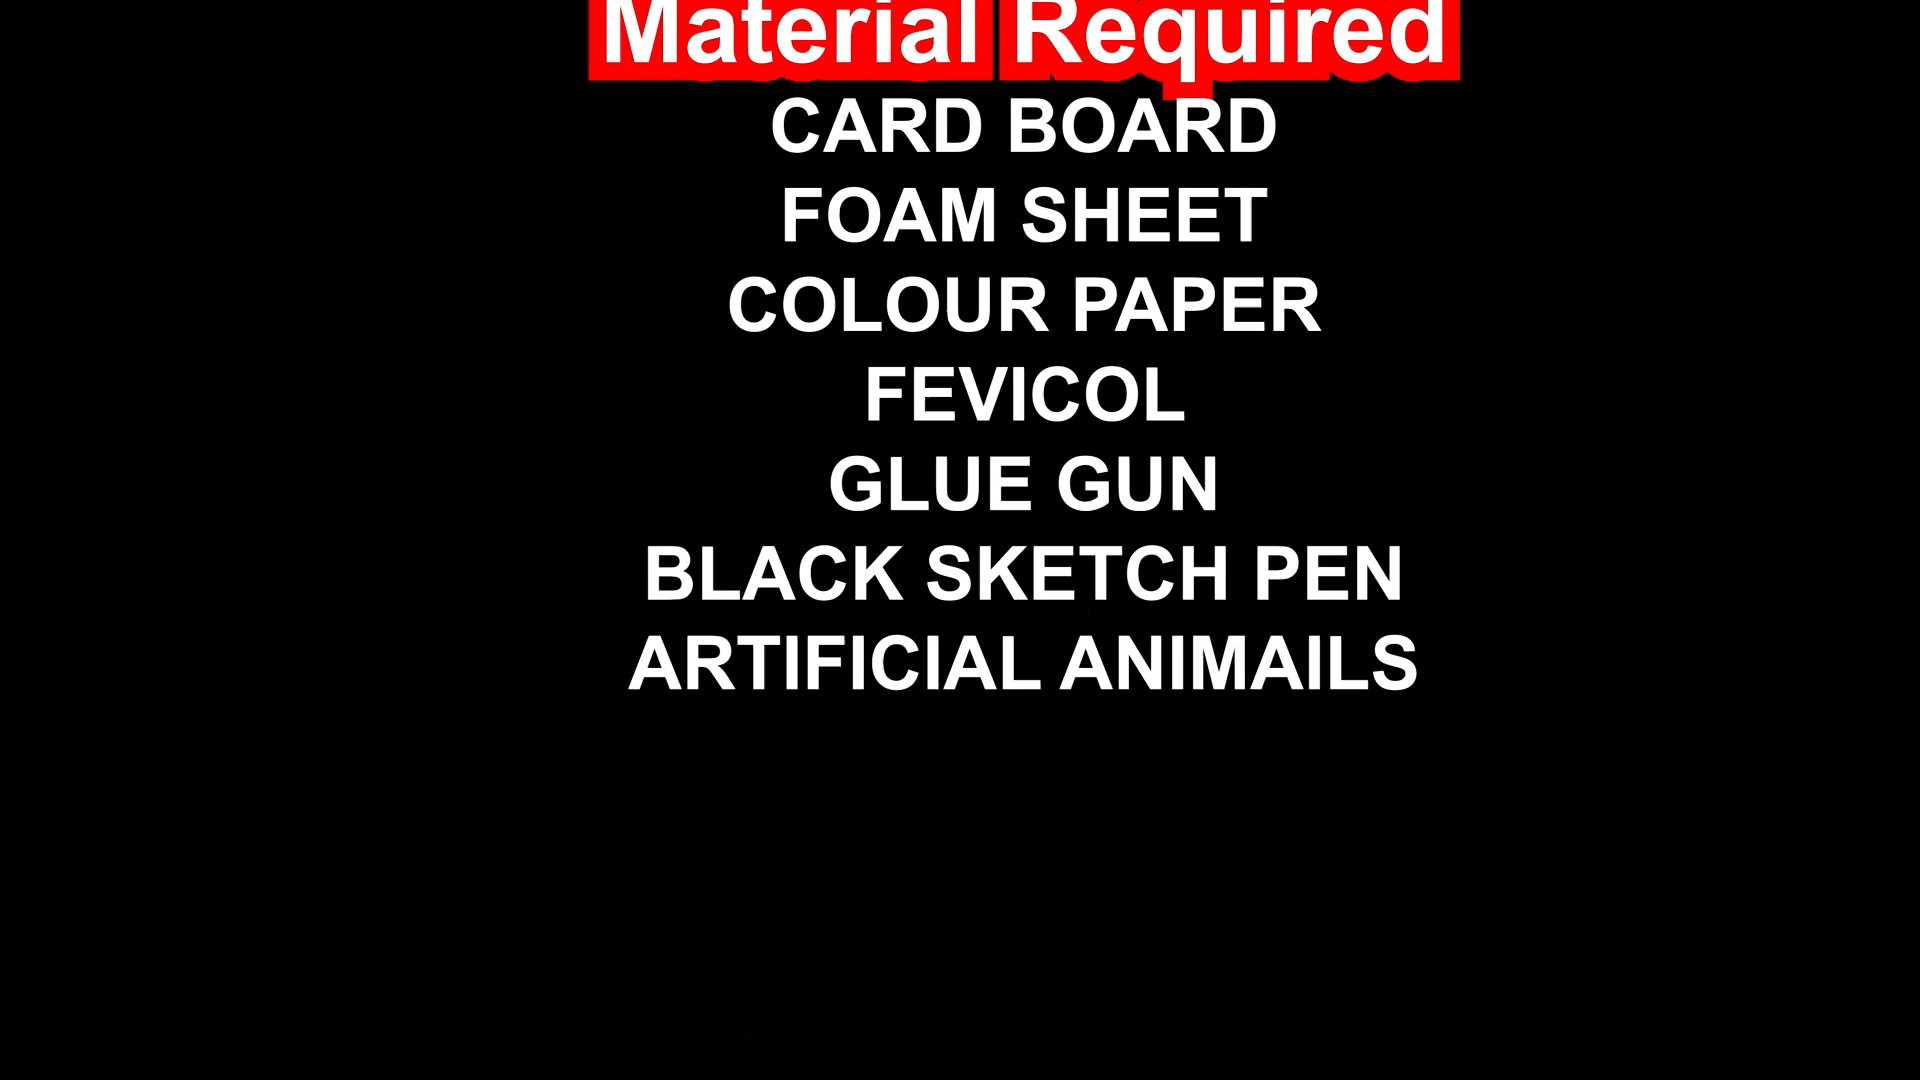 Material Required
CARD BOARD
FOAM SHEET
COLOUR PAPER
FEVICOL
GLUE GUN
BLACK SKETCH PEN
ARTIFICIAL ANIMAILS